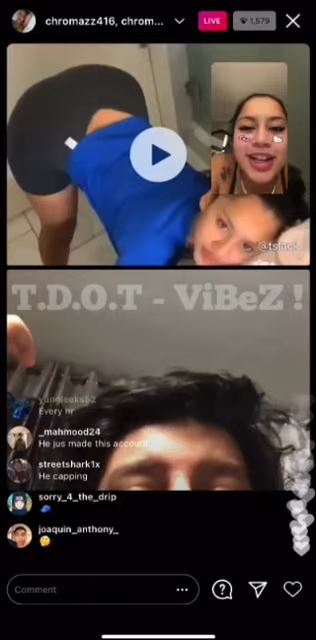 chromazz416, chrom...
LIVE
1,579
T.D.O.T - ViBeZ !
yungleeks52
Every hr
_mahmood24
He jus made this account
streetshark1x
He capping
sorry_4_the_drip
joaquin_anthony_
Comment